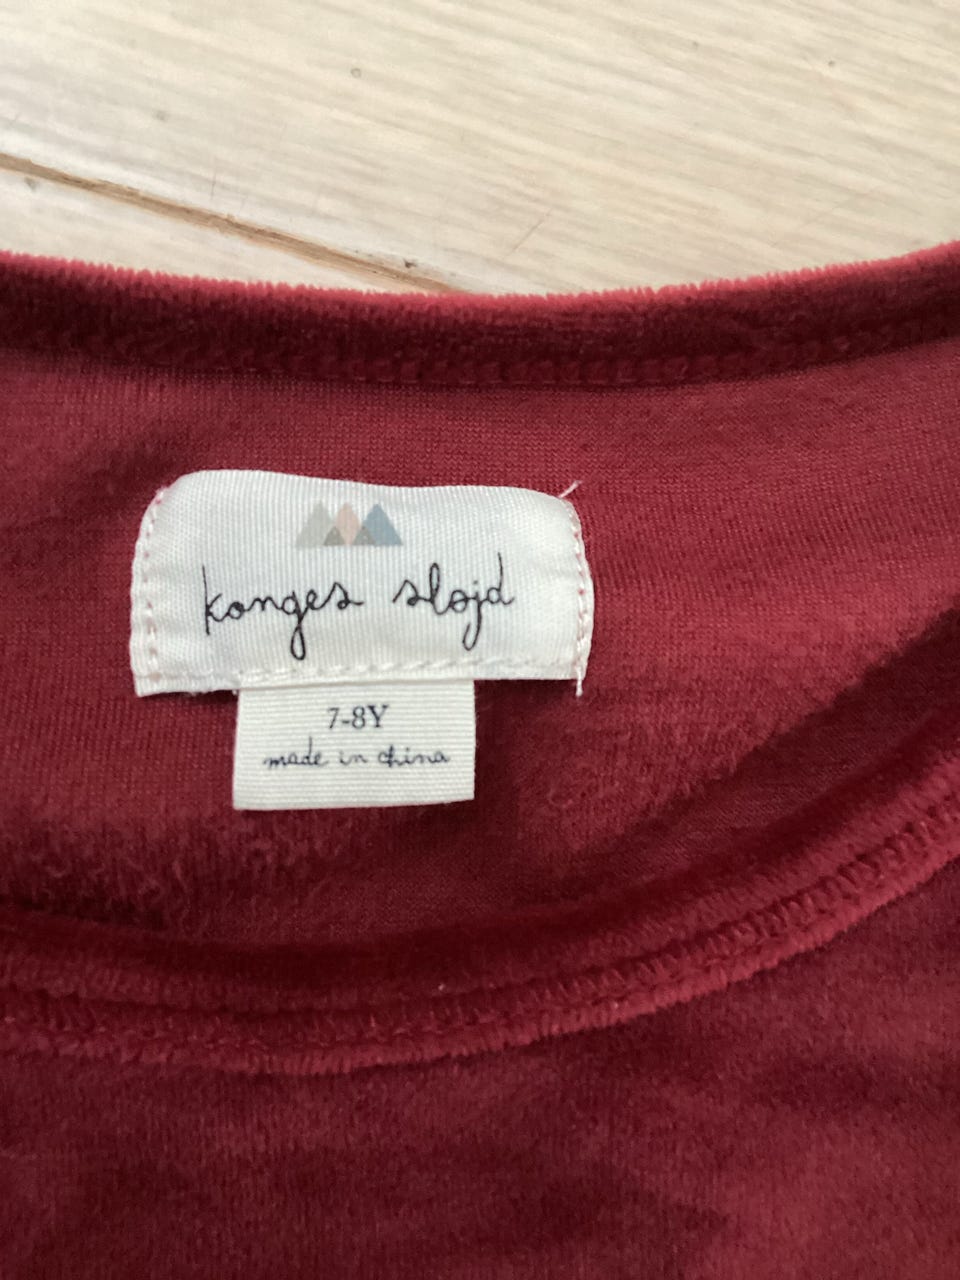 konges sløjd
7-8Y
made in china